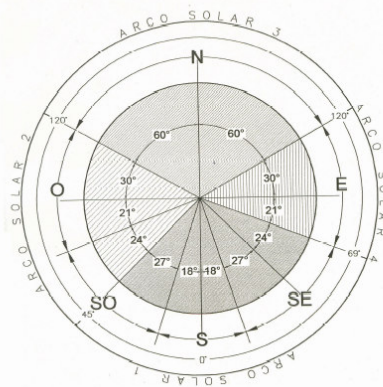 ARCO SOLAR 3
N
120'
120'
60°
60°
ARCO SOLAR 2
30°
30°
O
E
21°
21°
24°
24°
69'
27°
27°
18°
18°
SO
SE
45'
S
0'
ARCO SOLAR 1
ARCO S
4